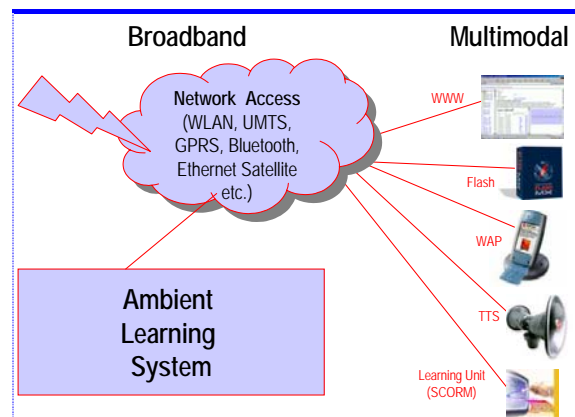 Broadband
Multimodal
Network Access
(WLAN, UMTS,
GPRS, Bluetooth,
Ethernet Satellite
etc.)
WWW
Flash
WAP
TTS
Learning Unit
(SCORM)
Ambient
Learning
System